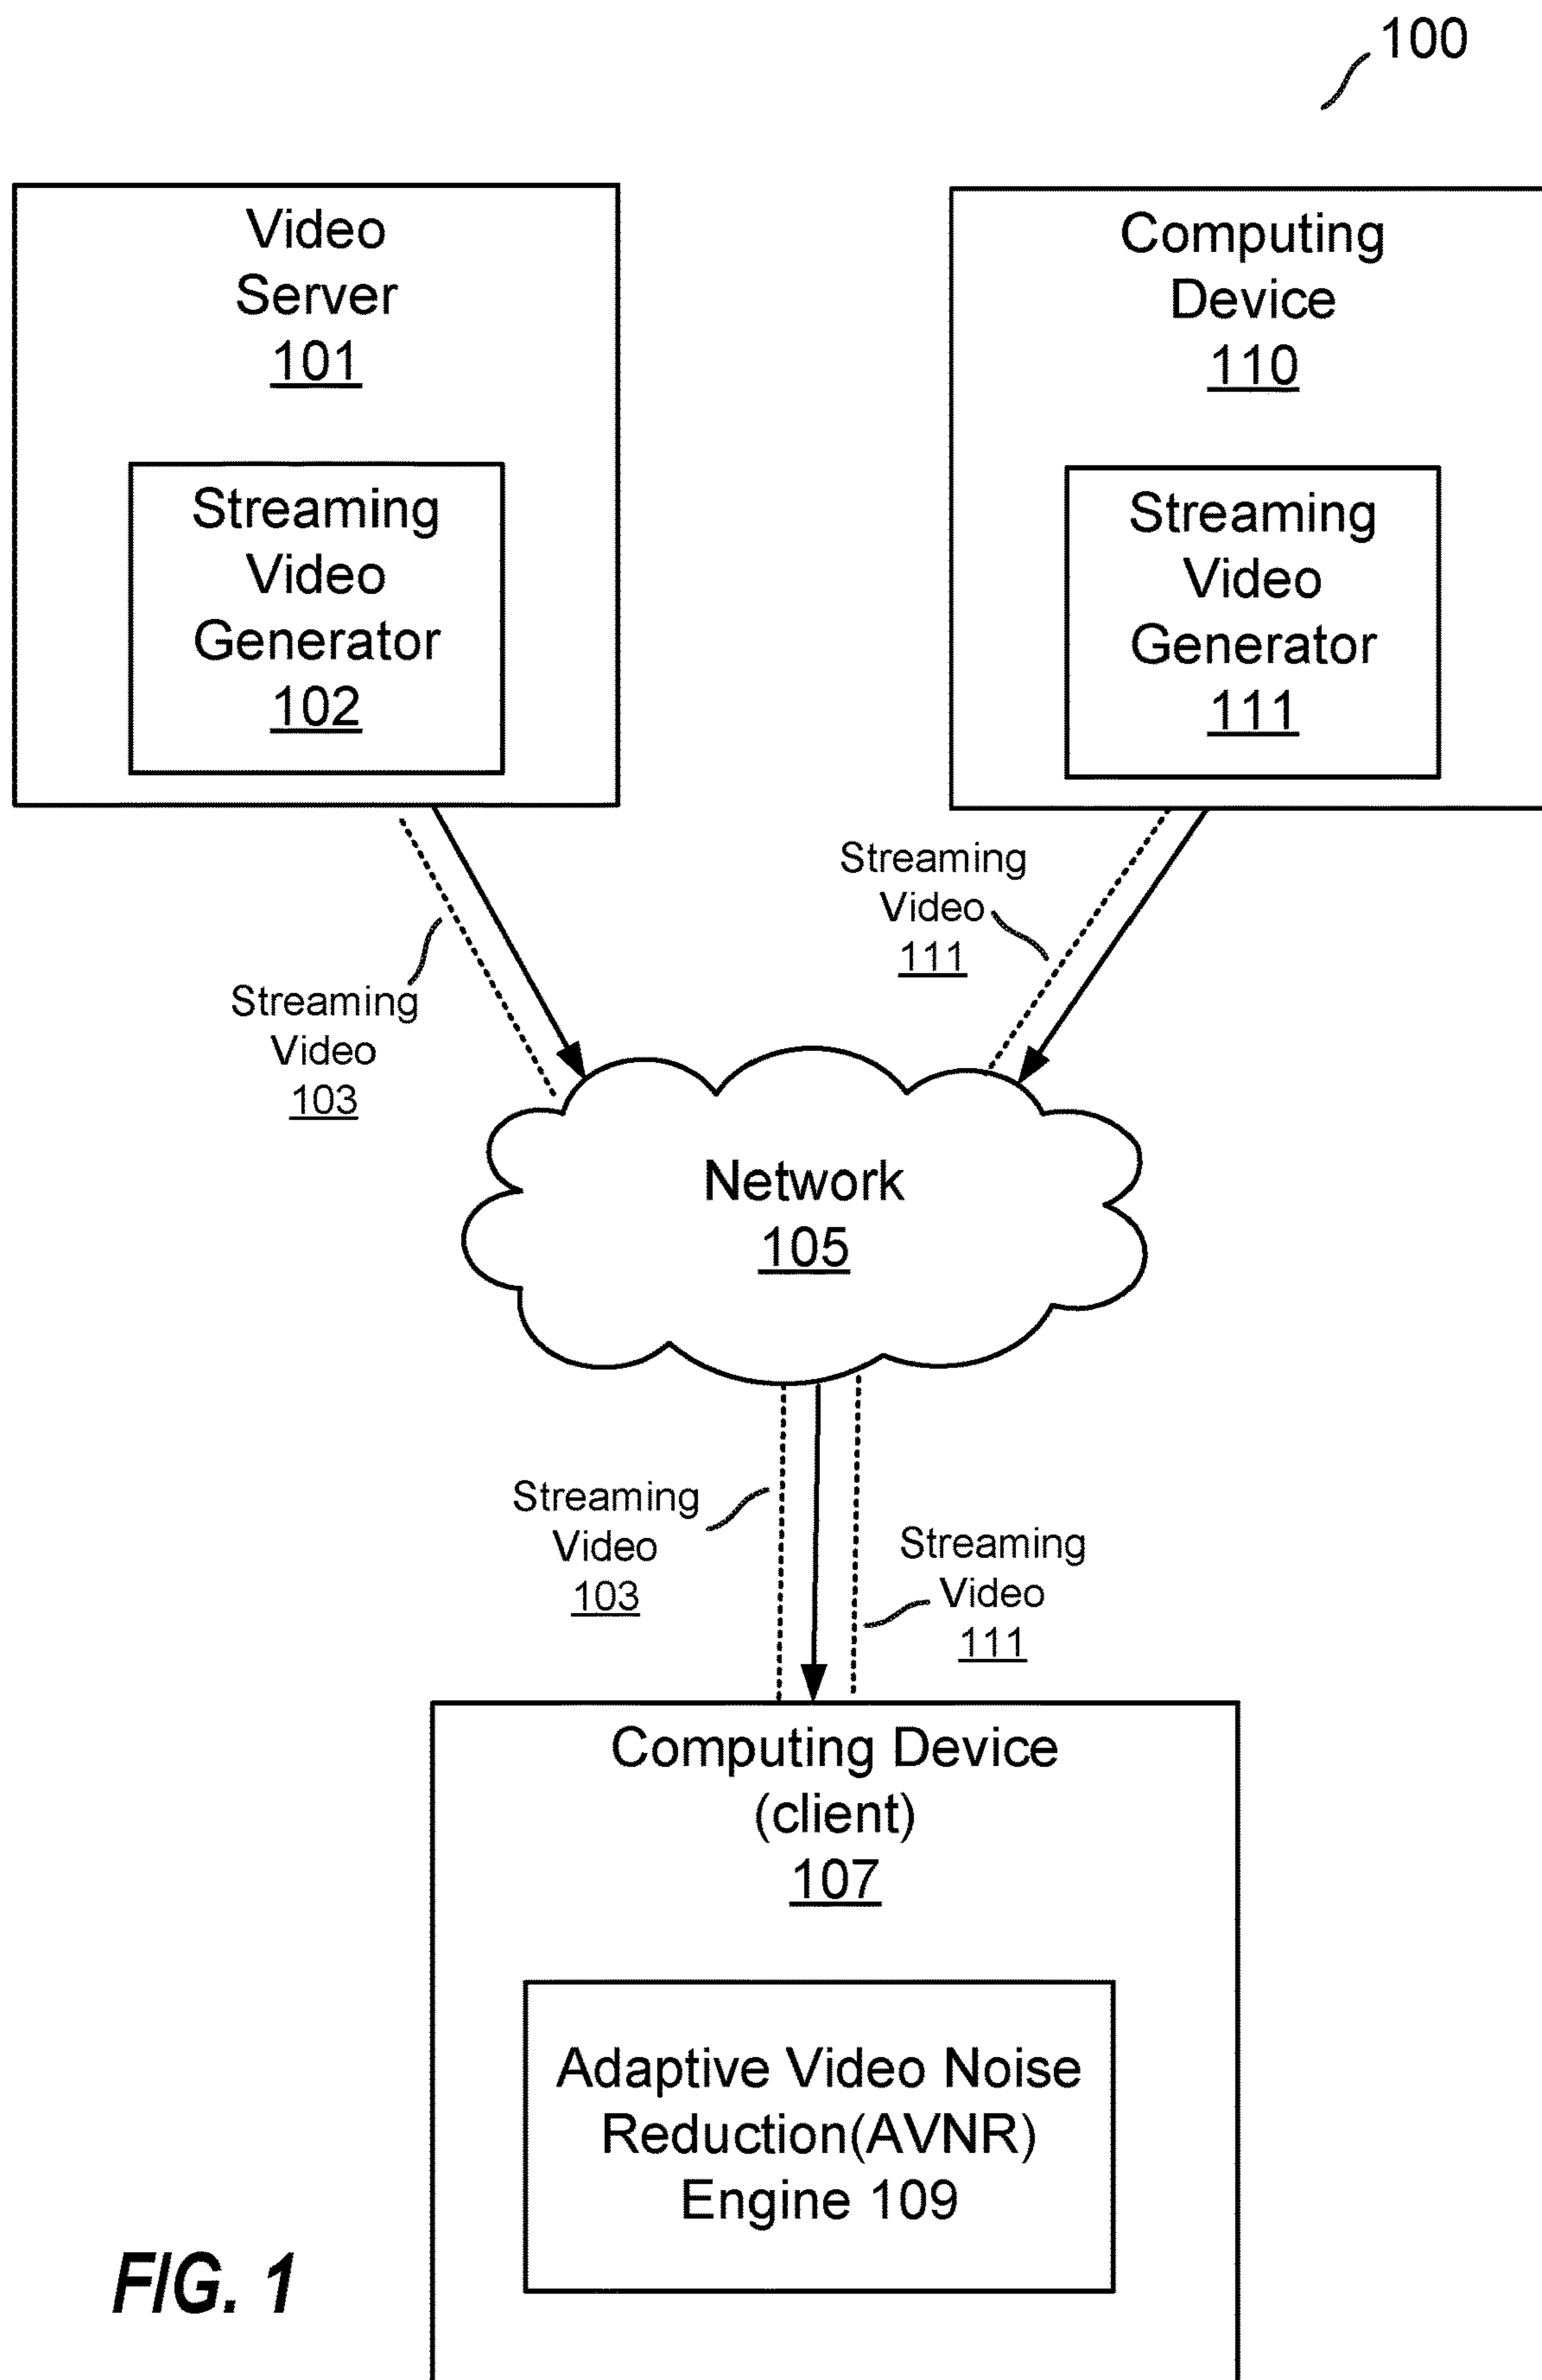 100
Video
Server
101
Streaming
Video
Generator
102
Computing
Device
110
Streaming
Video
Generator
111
Streaming
Video
111
Streaming
Video
103
Network
105
Streaming
Video
103
Streaming
Video
111
Computing Device
(client)
107
Adaptive Video Noise
Reduction(AVNR)
Engine 109
FIG. 1